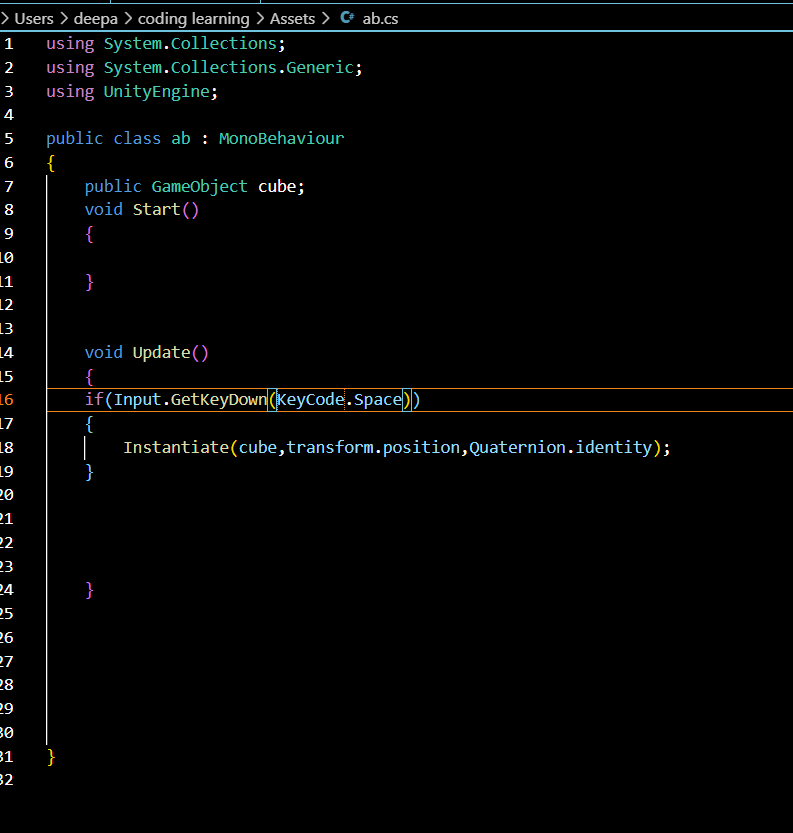 > Users > deepa > coding learning > Assets > C# ab.cs
1 using System.Collections;
2 using System.Collections.Generic;
3 using UnityEngine;
4
5 public class ab : MonoBehaviour
6 {
7 public GameObject cube;
8 void Start()
9 {
10
11 }
12
13
14 void Update()
15 {
16 if(Input.GetKeyDown(KeyCode.Space))
17 {
18 Instantiate(cube,transform.position,Quaternion.identity);
19 }
20
21
22
23
24 }
25
26
27
28
29
30
31 }
32